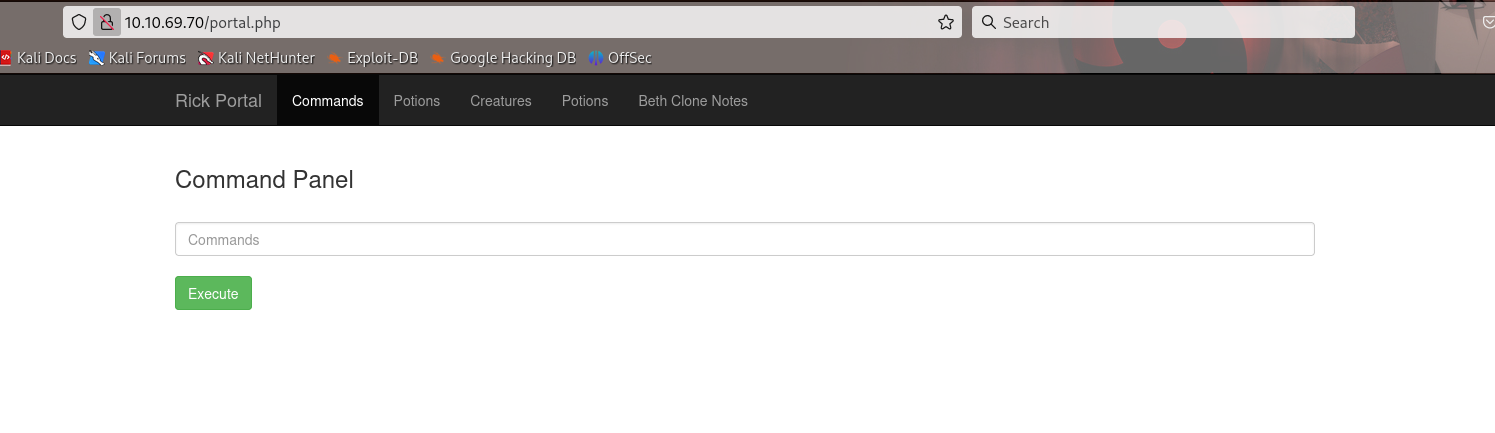 10.10.69.70/portal.php Search
Kali Docs Kali Forums Kali NetHunter Exploit-DB Google Hacking DB OffSec
Rick Portal Commands Potions Creatures Potions Beth Clone Notes
Command Panel
Commands
Execute